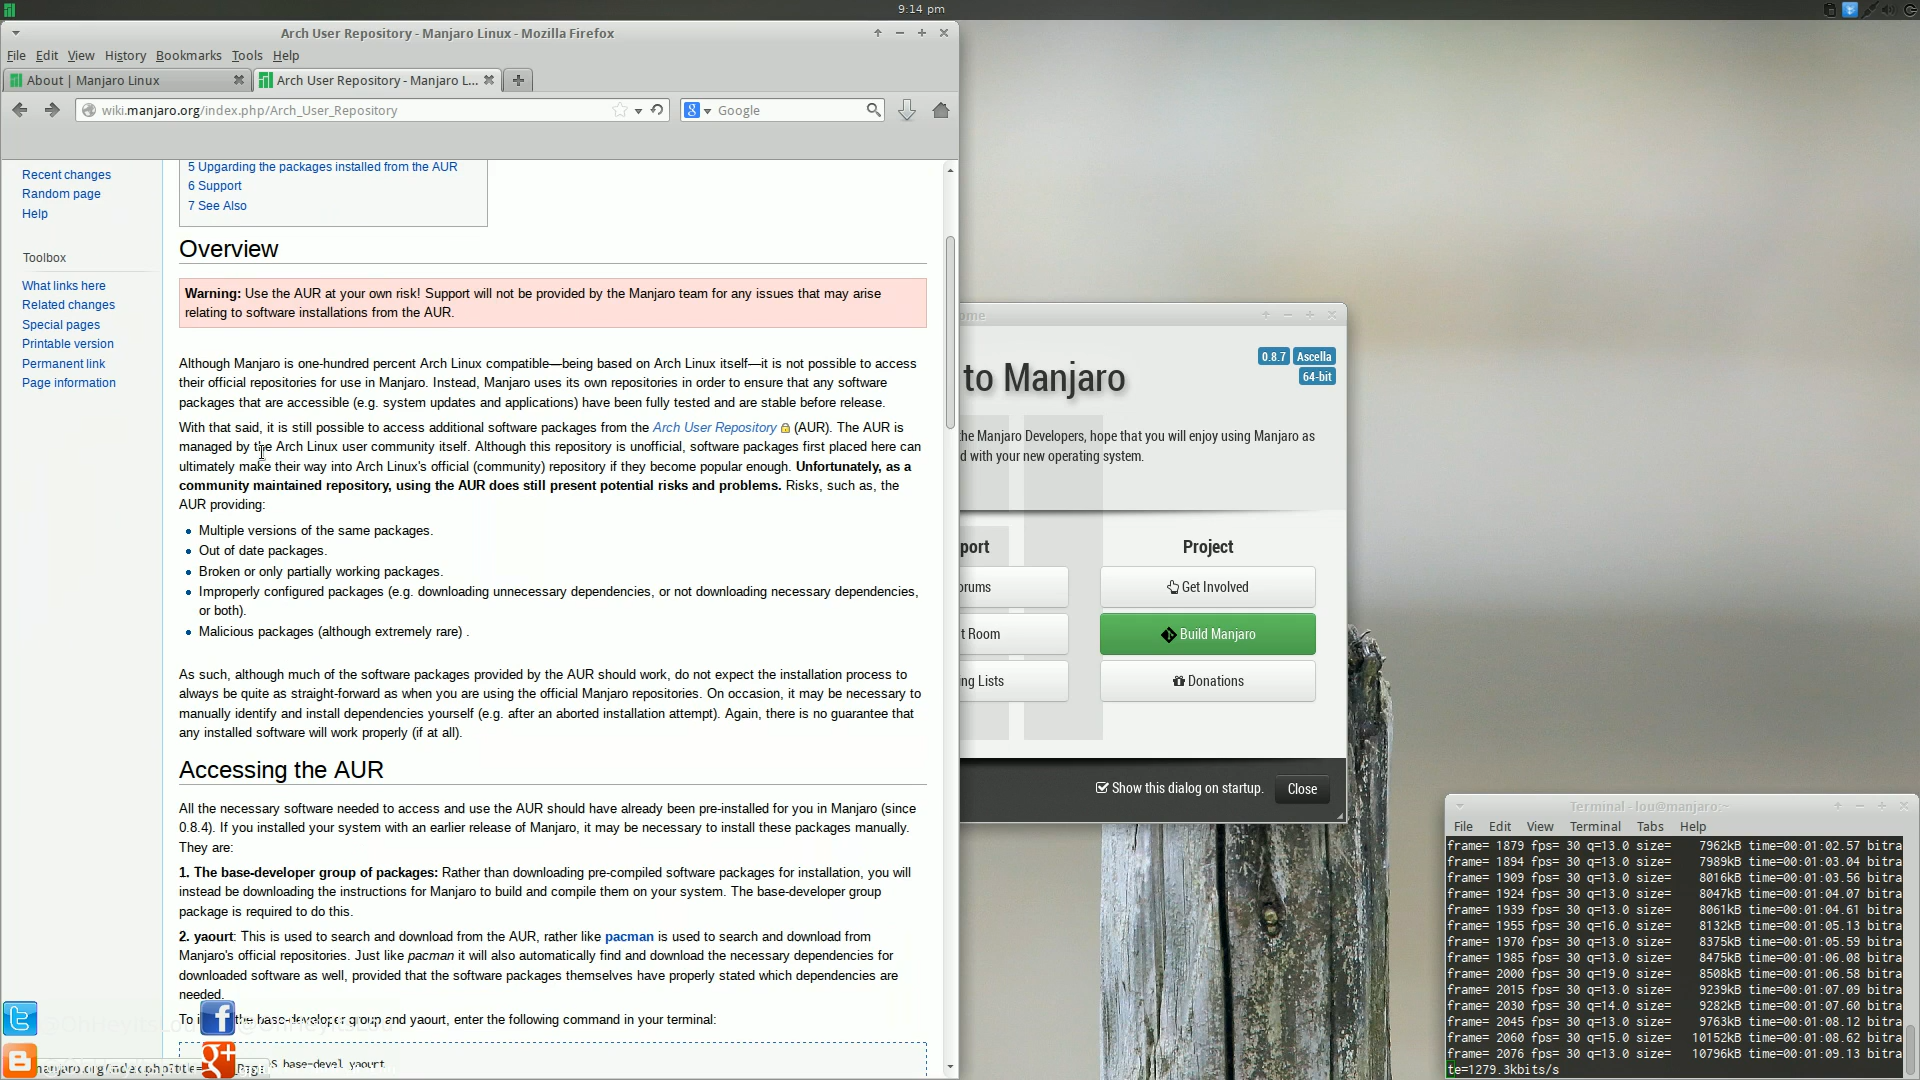 9:14 pm
Arch User Repository - Manjaro Linux - Mozilla Firefox
File Edit View History Bookmarks Tools Help
About | Manjaro Linux
Arch User Repository - Manjaro L...
wiki.manjaro.org/index.php/Arch_User_Repository
Google
Recent changes
Random page
Help
Toolbox
What links here
Related changes
Special pages
Printable version
Permanent link
Page information
5 Upgarding the packages installed from the AUR
6 Support
7 See Also
Overview
Warning: Use the AUR at your own risk! Support will not be provided by the Manjaro team for any issues that may arise
relating to software installations from the AUR.
Although Manjaro is one-hundred percent Arch Linux compatible—being based on Arch Linux itself—it is not possible to access
their official repositories for use in Manjaro. Instead, Manjaro uses its own repositories in order to ensure that any software
packages that are accessible (e.g. system updates and applications) have been fully tested and are stable before release.
With that said, it is still possible to access additional software packages from the Arch User Repository (AUR). The AUR is
managed by the Arch Linux user community itself. Although this repository is unofficial, software packages first placed here can
ultimately make their way into Arch Linux's official (community) repository if they become popular enough. Unfortunately, as a
community maintained repository, using the AUR does still present potential risks and problems. Risks, such as, the
AUR providing:
Multiple versions of the same packages.
Out of date packages.
Broken or only partially working packages.
Improperly configured packages (e.g. downloading unnecessary dependencies, or not downloading necessary dependencies,
or both).
Malicious packages (although extremely rare) .
As such, although much of the software packages provided by the AUR should work, do not expect the installation process to
always be quite as straight-forward as when you are using the official Manjaro repositories. On occasion, it may be necessary to
manually identify and install dependencies yourself (e.g. after an aborted installation attempt). Again, there is no guarantee that
any installed software will work properly (if at all).
Accessing the AUR
All the necessary software needed to access and use the AUR should have already been pre-installed for you in Manjaro (since
0.8.4). If you installed your system with an earlier release of Manjaro, it may be necessary to install these packages manually.
They are:
1. The base-developer group of packages: Rather than downloading pre-compiled software packages for installation, you will
instead be downloading the instructions for Manjaro to build and compile them on your system. The base-developer group
package is required to do this.
2. yaourt: This is used to search and download from the AUR, rather like pacman is used to search and download from
Manjaro's official repositories. Just like pacman it will also automatically find and download the necessary dependencies for
downloaded software as well, provided that the software packages themselves have properly stated which dependencies are
needed.
the base-developer group and yaourt, enter the following command in your terminal:
S base-devel yaourt
ome
to Manjaro
0.8.7 Ascella
64-bit
the Manjaro Developers, hope that you will enjoy using Manjaro as
d with your new operating system.
port
orums
t Room
ng Lists
Project
Get Involved
Build Manjaro
Donations
Show this dialog on startup.
Close
Terminal - lou@manjaro:~
File Edit View Terminal Tabs Help
frame= 1879 fps= 30 q=13.0 size= 7962kB time=00:01:02.57 bitra
frame= 1894 fps= 30 q=13.0 size= 7989kB time=00:01:03.04 bitra
frame= 1909 fps= 30 q=13.0 size= 8016kB time=00:01:03.56 bitra
frame= 1924 fps= 30 q=13.0 size= 8047kB time=00:01:04.07 bitra
frame= 1939 fps= 30 q=13.0 size= 8061kB time=00:01:04.61 bitra
frame= 1955 fps= 30 q=16.0 size= 8132kB time=00:01:05.13 bitra
frame= 1970 fps= 30 q=13.0 size= 8375kB time=00:01:05.59 bitra
frame= 1985 fps= 30 q=13.0 size= 8475kB time=00:01:06.08 bitra
frame= 2000 fps= 30 q=19.0 size= 8508kB time=00:01:06.58 bitra
frame= 2015 fps= 30 q=13.0 size= 9239kB time=00:01:07.09 bitra
frame= 2030 fps= 30 q=14.0 size= 9282kB time=00:01:07.60 bitra
frame= 2045 fps= 30 q=13.0 size= 9763kB time=00:01:08.12 bitra
frame= 2060 fps= 30 q=15.0 size= 10152kB time=00:01:08.62 bitra
frame= 2076 fps= 30 q=13.0 size= 10796kB time=00:01:09.13 bitra
te=1279.3kbits/s